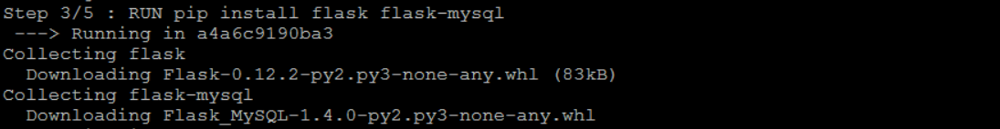 Step 3/5 : RUN pip install flask flask-mysql
 ---> Running in a4a6c9190ba3
Collecting flask
  Downloading Flask-0.12.2-py2.py3-none-any.whl (83kB)
Collecting flask-mysql
  Downloading Flask_MySQL-1.4.0-py2.py3-none-any.whl